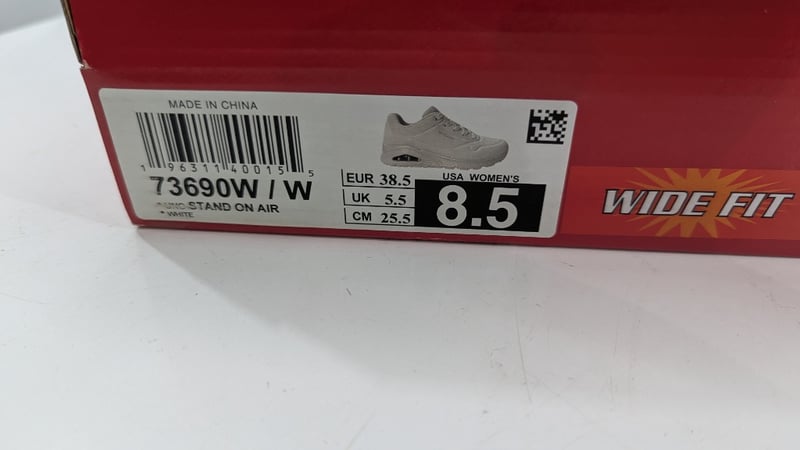 MADE IN CHINA
1 96311 40015 5
73690W / W
STAND ON AIR
• WHITE
EUR 38.5
UK 5.5
CM 25.5
USA WOMEN'S
8.5
WIDE FIT